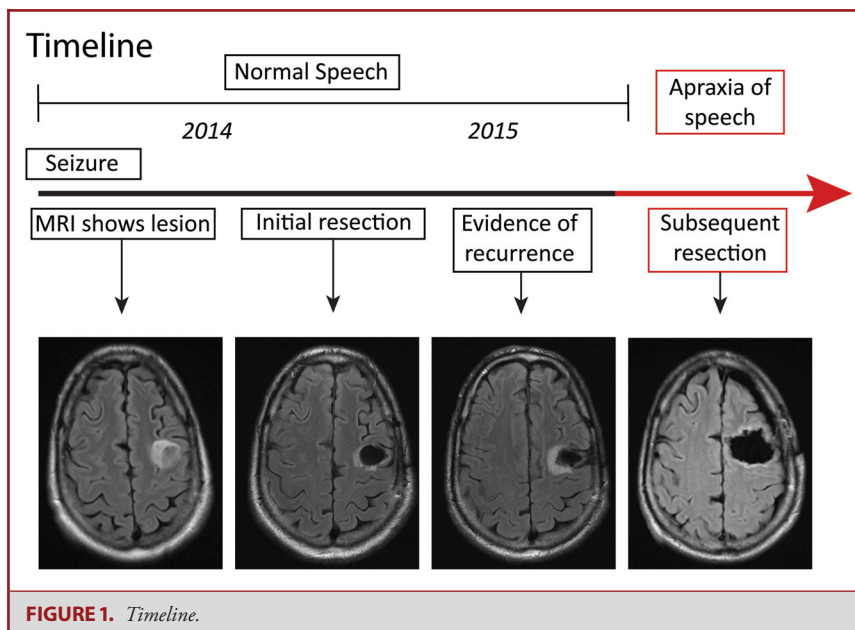 Timeline
Normal Speech
Apraxia of
speech
2014
2015
Seizure
MRI shows lesion
Initial resection
Evidence of
recurrence
Subsequent
resection
FIGURE 1. Timeline.